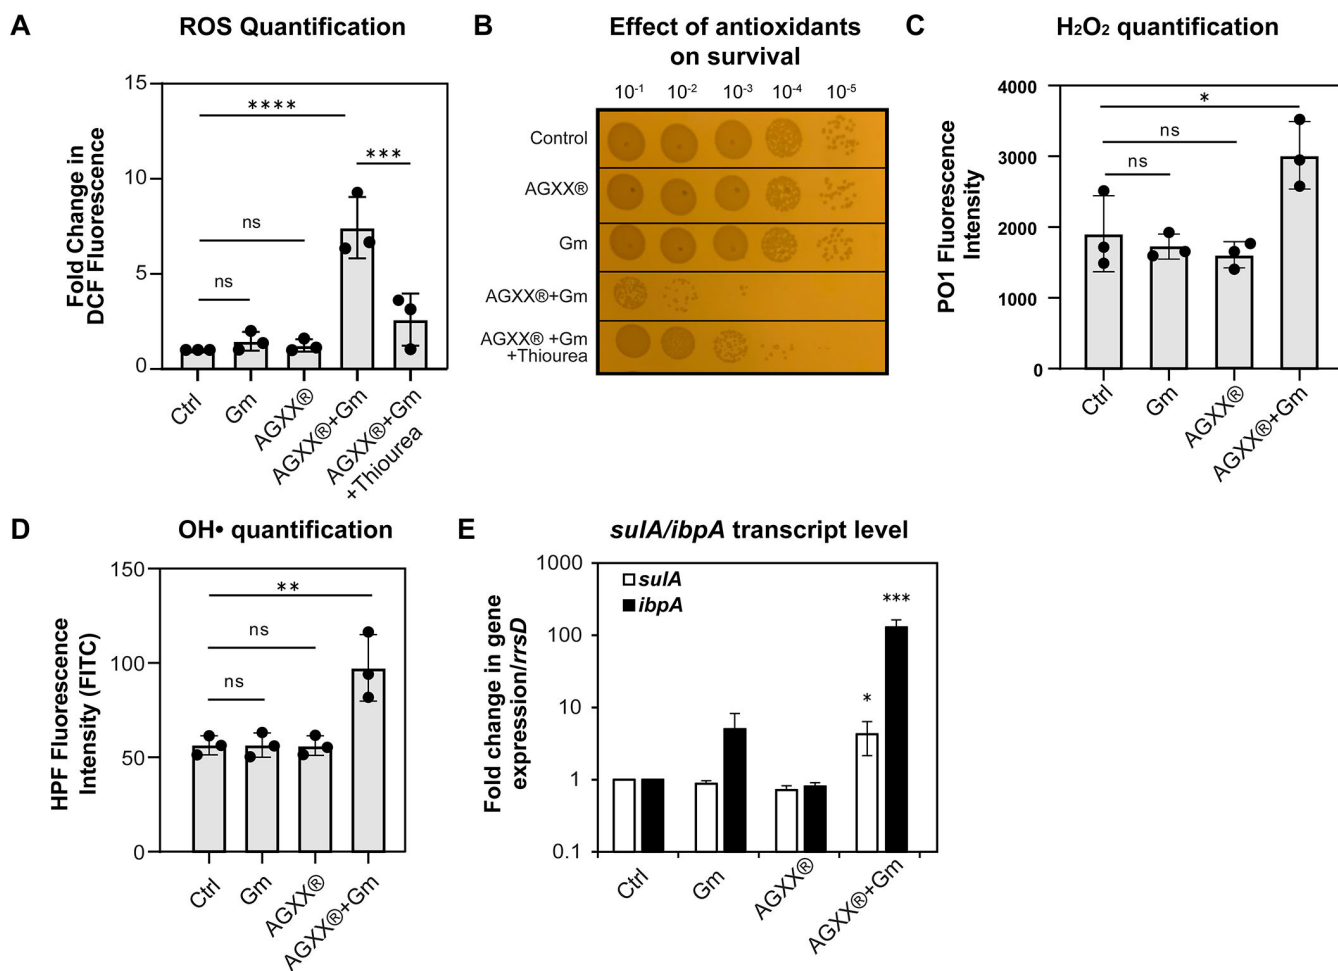 A
ROS Quantification
Fold Change in
DCF Fluorescence
15
10
5
0
****
***
ns
ns
Ctrl
Gm
AGXX®
AGXX®+Gm
AGXX®+Gm
+Thiourea
B
Effect of antioxidants
on survival
10-1 10-2 10-3 10-4 10-5
Control
AGXX®
Gm
AGXX®+Gm
AGXX® +Gm
+Thiourea
C
H2O2 quantification
PO1 Fluorescence
Intensity
4000
3000
2000
1000
0
*
ns
ns
Ctrl
Gm
AGXX®
AGXX®+Gm
D
OH• quantification
HPF Fluorescence
Intensity (FITC)
150
100
50
0
**
ns
ns
Ctrl
Gm
AGXX®
AGXX®+Gm
E
sulA/ibpA transcript level
Fold change in gene
expression/rrsD
1000
100
10
1
0.1
sulA
ibpA
***
*
Ctrl
Gm
AGXX®
AGXX®+Gm